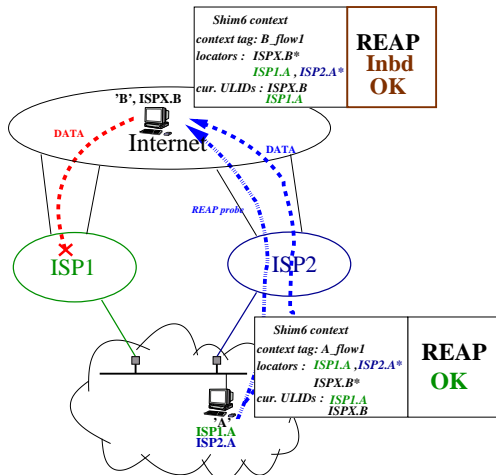 Shim6 context
context tag: B_flow1
locators : ISPX.B*
ISP1.A , ISP2.A*
cur. ULIDs : ISPX.B
ISP1.A
REAP
Inbd
OK
'B', ISPX.B
Internet
DATA
DATA
REAP probe
ISP1
ISP2
Shim6 context
context tag: A_flow1
locators : ISP1.A ,ISP2.A*
ISPX.B*
cur. ULIDs : ISP1.A
ISPX.B
REAP
OK
'A'
ISP1.A
ISP2.A